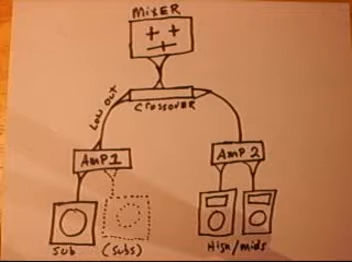 MixER
LOW OUT
CROSSOVER
AMP 1
AMP 2
SUB
(SUBS)
HIGH/MIDS